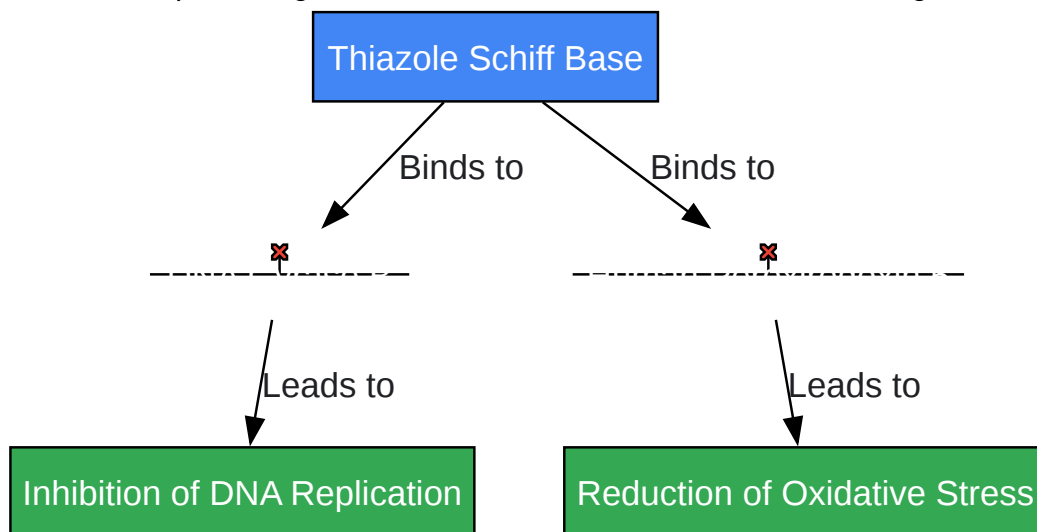 Thiazole Schiff Base
Binds to Binds to
Leads to Leads to
Inhibition of DNA Replication Reduction of Oxidative Stress